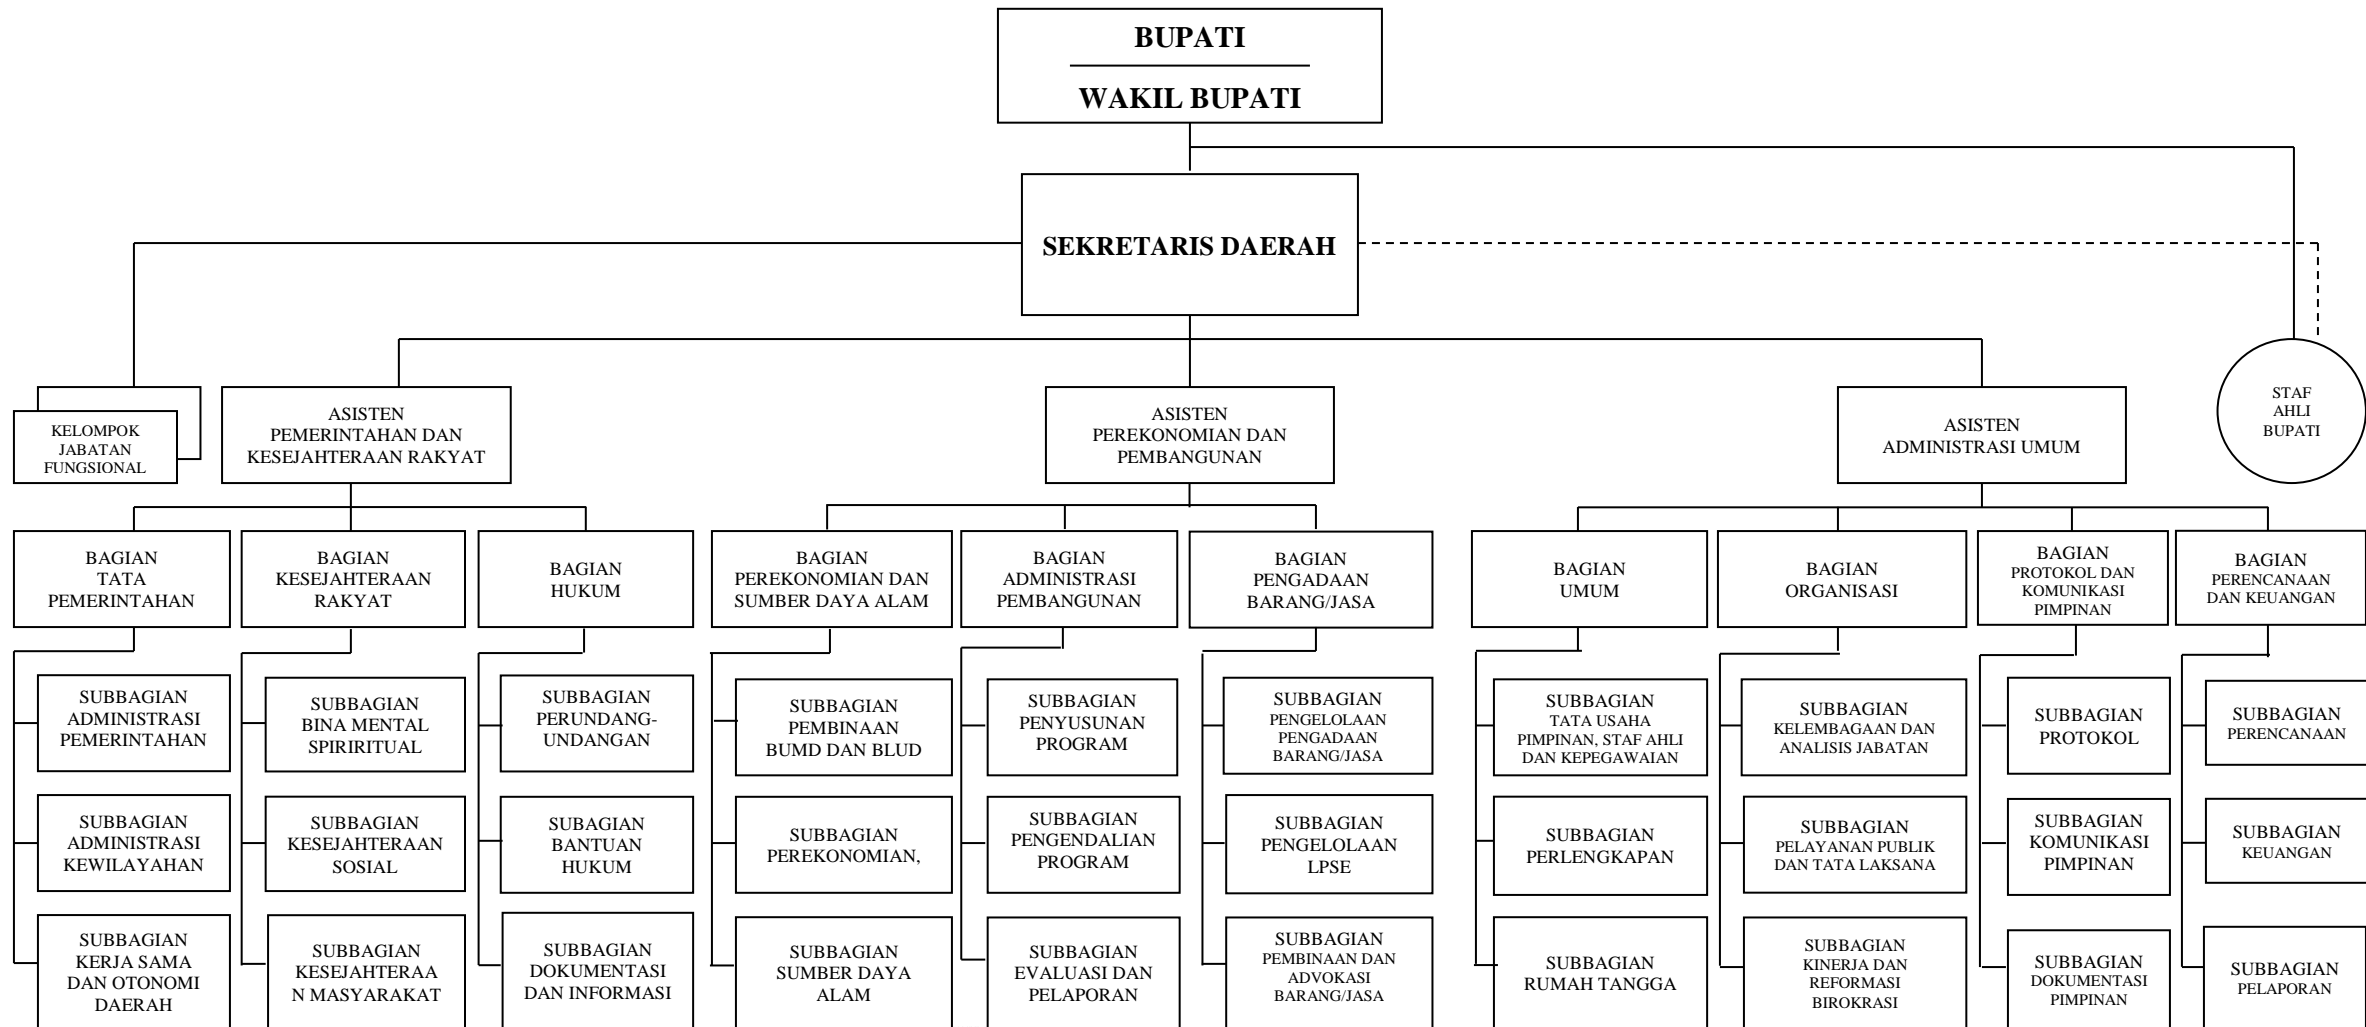 BUPATI
WAKIL BUPATI
SEKRETARIS DAERAH
KELOMPOK
JABATAN
FUNGSIONAL
ASISTEN
PEMERINTAHAN DAN
KESEJAHTERAAN RAKYAT
ASISTEN
PEREKONOMIAN DAN
PEMBANGUNAN
ASISTEN
ADMINISTRASI UMUM
STAF
AHLI
BUPATI
BAGIAN
TATA
PEMERINTAHAN
BAGIAN
KESEJAHTERAAN
RAKYAT
BAGIAN
HUKUM
BAGIAN
PEREKONOMIAN DAN
SUMBER DAYA ALAM
BAGIAN
ADMINISTRASI
PEMBANGUNAN
BAGIAN
PENGADAAN
BARANG/JASA
BAGIAN
UMUM
BAGIAN
ORGANISASI
BAGIAN
PROTOKOL DAN
KOMUNIKASI
PIMPINAN
BAGIAN
PERENCANAAN
DAN KEUANGAN
SUBBAGIAN
ADMINISTRASI
PEMERINTAHAN
SUBBAGIAN
BINA MENTAL
SPIRIRITUAL
SUBBAGIAN
PERUNDANG-
UNDANGAN
SUBBAGIAN
PEMBINAAN
BUMD DAN BLUD
SUBBAGIAN
PENYUSUNAN
PROGRAM
SUBBAGIAN
PENGELOLAAN
PENGADAAN
BARANG/JASA
SUBBAGIAN
TATA USAHA
PIMPINAN, STAF AHLI
DAN KEPEGAWAIAN
SUBBAGIAN
KELEMBAGAAN DAN
ANALISIS JABATAN
SUBBAGIAN
PROTOKOL
SUBBAGIAN
PERENCANAAN
SUBBAGIAN
ADMINISTRASI
KEWILAYAHAN
SUBBAGIAN
KESEJAHTERAAN
SOSIAL
SUBAGIAN
BANTUAN
HUKUM
SUBBAGIAN
PEREKONOMIAN,
SUBBAGIAN
PENGENDALIAN
PROGRAM
SUBBAGIAN
PENGELOLAAN
LPSE
SUBBAGIAN
PERLENGKAPAN
SUBBAGIAN
PELAYANAN PUBLIK
DAN TATA LAKSANA
SUBBAGIAN
KOMUNIKASI
PIMPINAN
SUBBAGIAN
KEUANGAN
SUBBAGIAN
KERJA SAMA
DAN OTONOMI
DAERAH
SUBBAGIAN
KESEJAHTERAA
N MASYARAKAT
SUBBAGIAN
DOKUMENTASI
DAN INFORMASI
SUBBAGIAN
SUMBER DAYA
ALAM
SUBBAGIAN
EVALUASI DAN
PELAPORAN
SUBBAGIAN
PEMBINAAN DAN
ADVOKASI
BARANG/JASA
SUBBAGIAN
RUMAH TANGGA
SUBBAGIAN
KINERJA DAN
REFORMASI
BIROKRASI
SUBBAGIAN
DOKUMENTASI
PIMPINAN
SUBBAGIAN
PELAPORAN